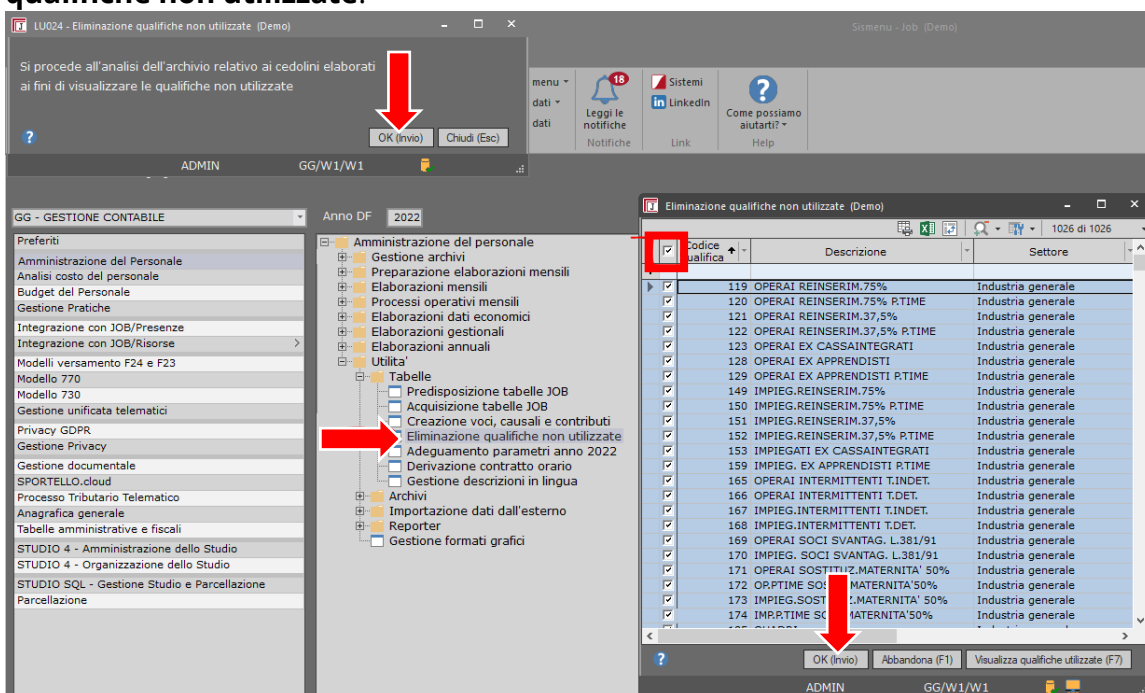 qualifiche non utilizzate.
LU024 - Eliminazione qualifiche non utilizzate (Demo)
Sismenu - Job (Demo)
Si procede all'analisi dell'archivio relativo ai cedolini elaborati
ai fini di visualizzare le qualifiche non utilizzate
OK (Invio)
Chiudi (Esc)
ADMIN
GG/W1/W1
menu
dati
dati
18
Leggi le
notifiche
Notifiche
Sistemi
in LinkedIn
Link
Come possiamo
aiutarti?
Help
GG - GESTIONE CONTABILE
Preferiti
Amministrazione del Personale
Analisi costo del personale
Budget del Personale
Gestione Pratiche
Integrazione con JOB/Presenze
Integrazione con JOB/Risorse
Modelli versamento F24 e F23
Modello 770
Modello 730
Gestione unificata telematici
Privacy GDPR
Gestione Privacy
Gestione documentale
SPORTELLO.cloud
Processo Tributario Telematico
Anagrafica generale
Tabelle amministrative e fiscali
STUDIO 4 - Amministrazione dello Studio
STUDIO 4 - Organizzazione dello Studio
STUDIO SQL - Gestione Studio e Parcellazione
Parcellazione
Anno DF 2022
Amministrazione del personale
Gestione archivi
Preparazione elaborazioni mensili
Elaborazioni mensili
Processi operativi mensili
Elaborazioni dati economici
Elaborazioni gestionali
Elaborazioni annuali
Utilita'
Tabelle
Predisposizione tabelle JOB
Acquisizione tabelle JOB
Creazione voci, causali e contributi
Eliminazione qualifiche non utilizzate
Adeguamento parametri anno 2022
Derivazione contratto orario
Gestione descrizioni in lingua
Archivi
Importazione dati dall'esterno
Reporter
Gestione formati grafici
Eliminazione qualifiche non utilizzate (Demo)
1026 di 1026
Codice
qualifica
Descrizione
Settore
119 OPERAI REINSERIM.75% Industria generale
120 OPERAI REINSERIM.75% P.TIME Industria generale
121 OPERAI REINSERIM.37,5% Industria generale
122 OPERAI REINSERIM.37,5% P.TIME Industria generale
123 OPERAI EX CASSAINTEGRATI Industria generale
128 OPERAI EX APPRENDISTI Industria generale
129 OPERAI EX APPRENDISTI P.TIME Industria generale
149 IMPIEG.REINSERIM.75% Industria generale
150 IMPIEG.REINSERIM.75% P.TIME Industria generale
151 IMPIEG.REINSERIM.37,5% Industria generale
152 IMPIEG.REINSERIM.37,5% P.TIME Industria generale
153 IMPIEGATI EX CASSAINTEGRATI Industria generale
159 IMPIEG. EX APPRENDISTI P.TIME Industria generale
165 OPERAI INTERMITTENTI T.INDET. Industria generale
166 OPERAI INTERMITTENTI T.DET. Industria generale
167 IMPIEG.INTERMITTENTI T.INDET. Industria generale
168 IMPIEG.INTERMITTENTI T.DET. Industria generale
169 OPERAI SOCI SVANTAG. L.381/91 Industria generale
170 IMPIEG. SOCI SVANTAG. L.381/91 Industria generale
171 OPERAI SOSTITUZ.MATERNITA' 50% Industria generale
172 OP.PTIME MATERNITA'50% Industria generale
173 MATERNITA' 50% Industria generale
174 IMP.P.TIME MATERNITA'50% Industria generale
OK (Invio)
Abbandona (F1)
Visualizza qualifiche utilizzate (F7)
ADMIN
GG/W1/W1